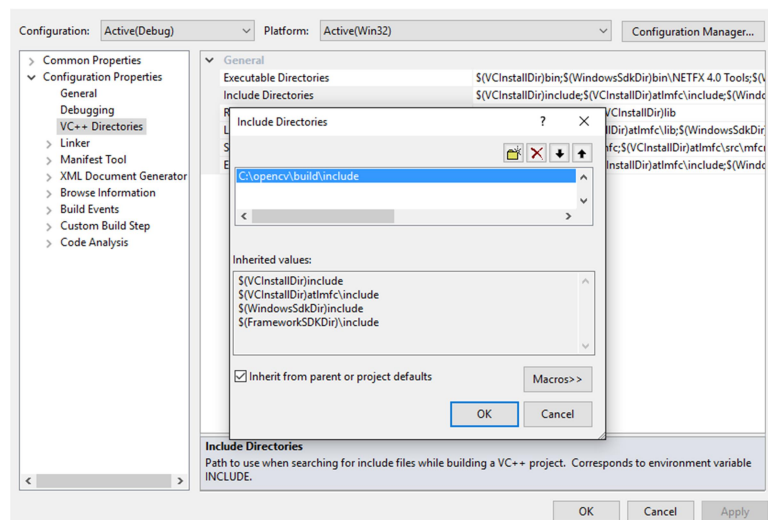 Configuration: Active(Debug) Platform: Active(Win32) Configuration Manager...
Common Properties
Configuration Properties
General
Debugging
VC++ Directories
Linker
Manifest Tool
XML Document Generator
Browse Information
Build Events
Custom Build Step
Code Analysis
General
Executable Directories $(VCInstallDir)bin;$(WindowsSdkDir)bin\NETFX 4.0 Tools;$(V
Include Directories $(VCInstallDir)include;$(VCInstallDir)atlmfc\include;$(Windo
R VCInstallDir)lib
L llDir)atlmfc\lib;$(WindowsSdkDir
S fc;$(VCInstallDir)atlmfc\src\mfc;
E InstallDir)atlmfc\include;$(Windo
Include Directories ?
C:\opencv\build\include
Inherited values:
$(VCInstallDir)include
$(VCInstallDir)atlmfc\include
$(WindowsSdkDir)include
$(FrameworkSDKDir)\include
Inherit from parent or project defaults
Macros>>
OK Cancel
Include Directories
Path to use when searching for include files while building a VC++ project. Corresponds to environment variable
INCLUDE.
OK Cancel Apply